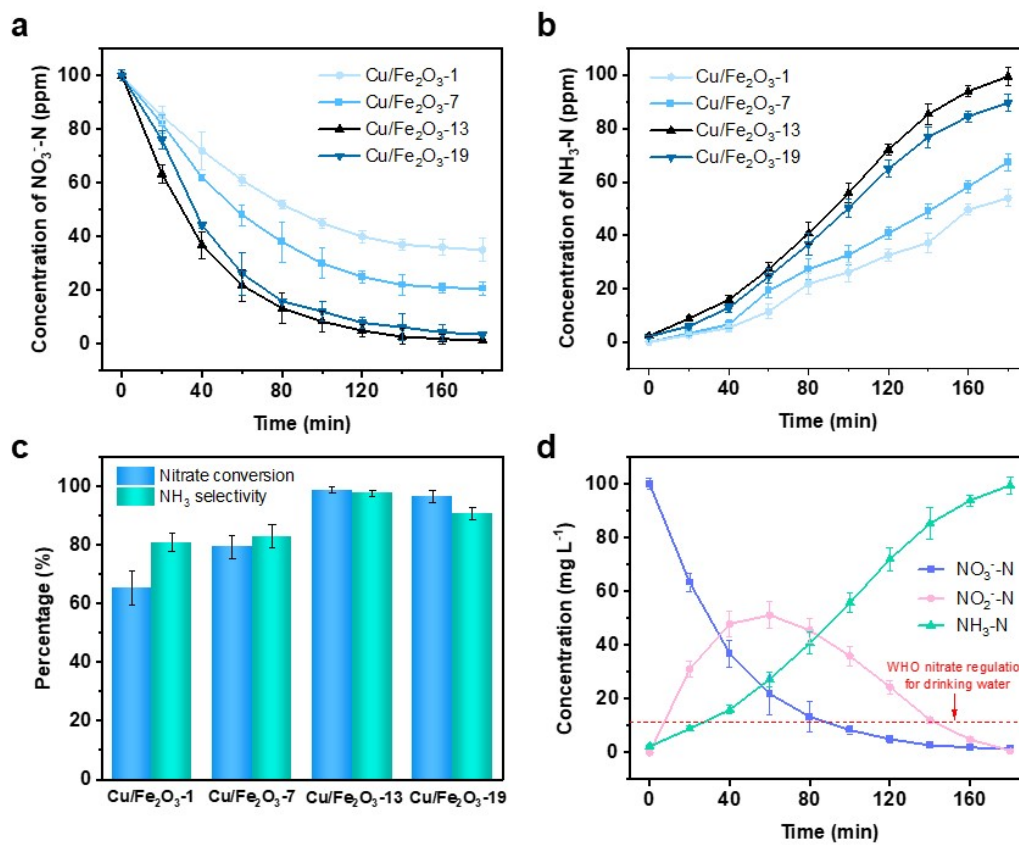 a
Concentration of NO₃⁻-N (ppm)
100
80
60
40
20
0
Cu/Fe₂O₃-1
Cu/Fe₂O₃-7
Cu/Fe₂O₃-13
Cu/Fe₂O₃-19
0 40 80 120 160
Time (min)
b
Concentration of NH₃-N (ppm)
100
80
60
40
20
0
Cu/Fe₂O₃-1
Cu/Fe₂O₃-7
Cu/Fe₂O₃-13
Cu/Fe₂O₃-19
0 40 80 120 160
Time (min)
c
Percentage (%)
100
80
60
40
20
0
Nitrate conversion
NH₃ selectivity
Cu/Fe₂O₃-1 Cu/Fe₂O₃-7 Cu/Fe₂O₃-13 Cu/Fe₂O₃-19
d
Concentration (mg L⁻¹)
100
80
60
40
20
0
NO₃⁻-N
NO₂⁻-N
NH₃-N
WHO nitrate regulatio
for drinking water
0 40 80 120 160
Time (min)